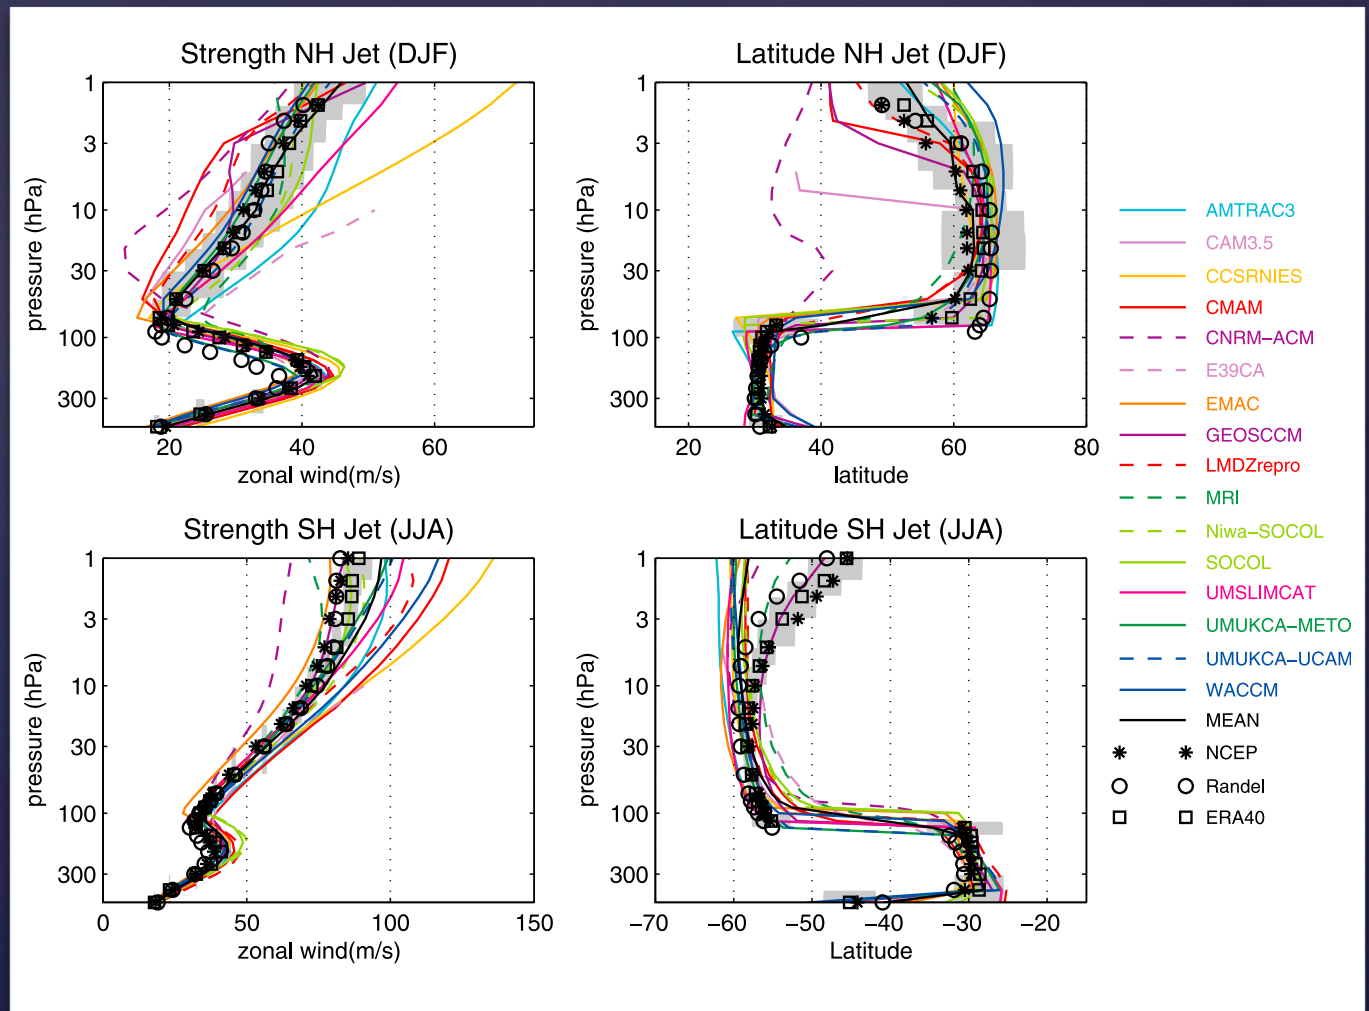 Strength NH Jet (DJF)
1
3
10
30
100
300
pressure (hPa)
20 40 60
zonal wind(m/s)
Latitude NH Jet (DJF)
1
3
10
30
100
300
pressure (hPa)
20 40 60 80
latitude
Strength SH Jet (JJA)
1
3
10
30
100
300
pressure (hPa)
0 50 100 150
zonal wind(m/s)
Latitude SH Jet (JJA)
1
3
10
30
100
300
pressure (hPa)
−70 −60 −50 −40 −30 −20
Latitude
AMTRAC3
CAM3.5
CCSRNIES
CMAM
CNRM−ACM
E39CA
EMAC
GEOSCCM
LMDZrepro
MRI
Niwa−SOCOL
SOCOL
UMSLIMCAT
UMUKCA−METO
UMUKCA−UCAM
WACCM
MEAN
NCEP
Randel
ERA40